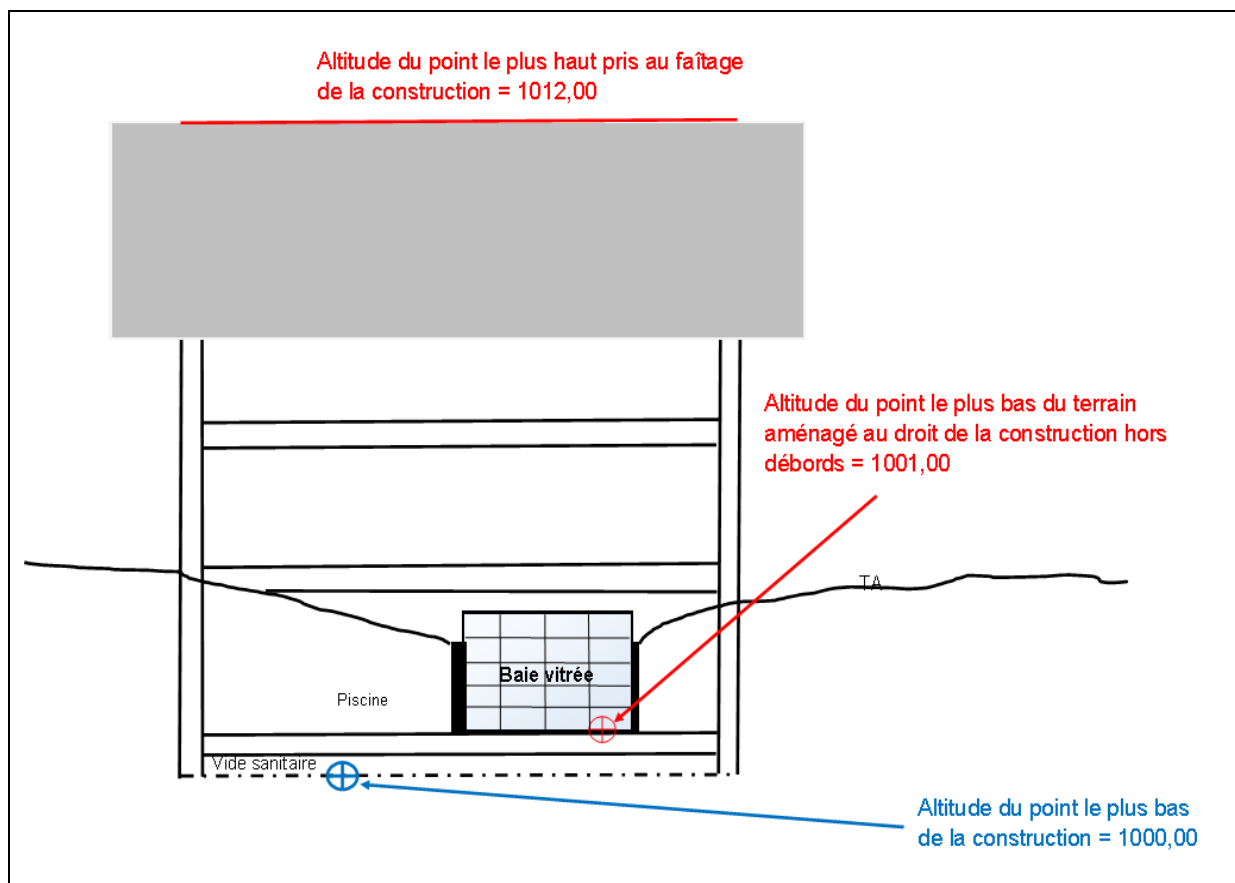 Altitude du point le plus haut pris au faîtage
de la construction = 1012,00
Altitude du point le plus bas du terrain
aménagé au droit de la construction hors
débords = 1001,00
TA
Baie vitrée
Piscine
Vide sanitaire
Altitude du point le plus bas
de la construction = 1000,00